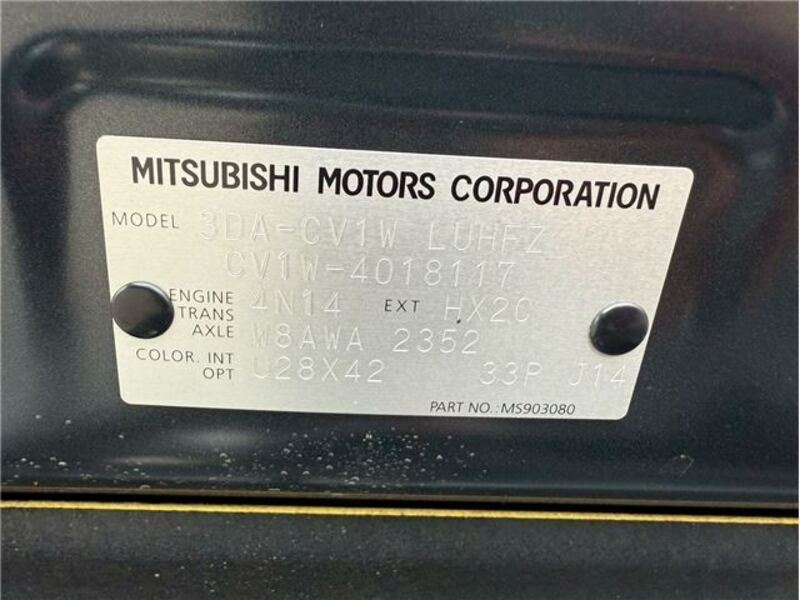 MITSUBISHI MOTORS CORPORATION
MODEL 3DA-CV1W LUHFZ
CV1W-4018117
ENGINE 4N14 EXT HX2C
TRANS AXLE W8AWA 2352
COLOR. INT OPT U28X42 33P J14
PART NO.:MS903080